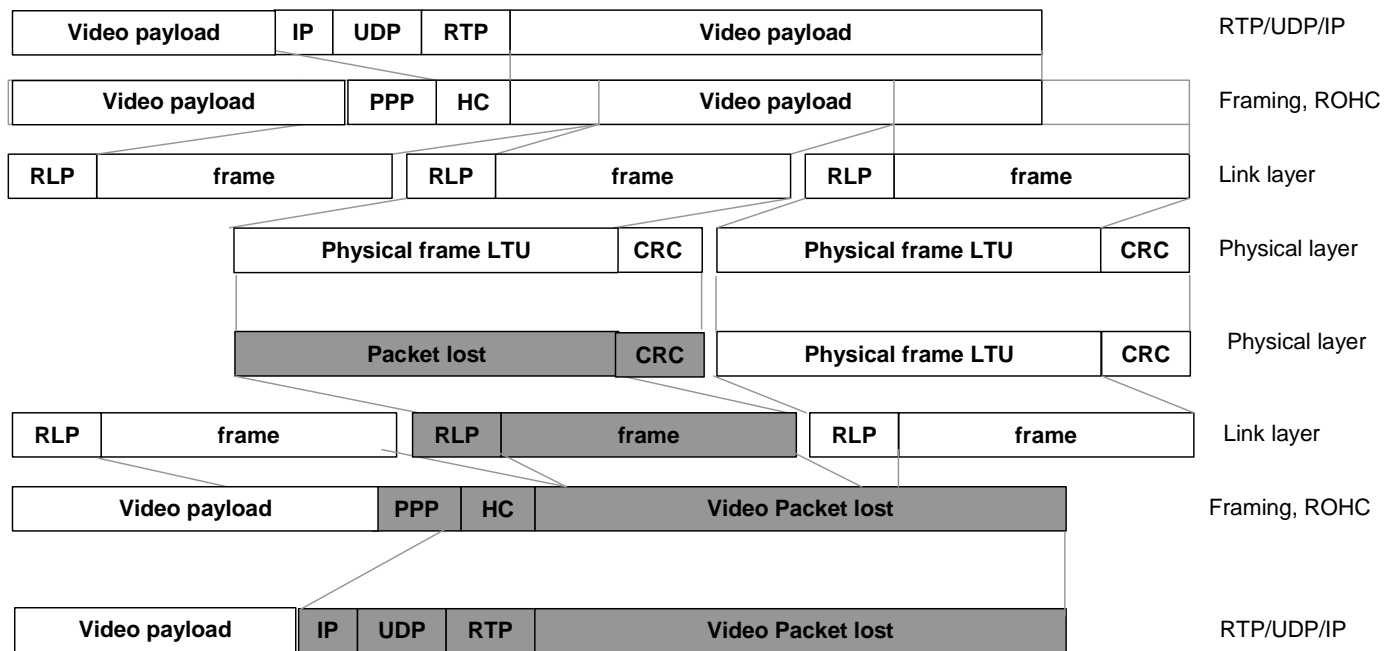 Video payload IP UDP RTP Video payload RTP/UDP/IP
Video payload PPP HC Video payload Framing, ROHC
RLP frame RLP frame RLP frame Link layer
Physical frame LTU CRC Physical frame LTU CRC Physical layer
Packet lost CRC Physical frame LTU CRC Physical layer
RLP frame RLP frame RLP frame Link layer
Video payload PPP HC Video Packet lost Framing, ROHC
Video payload IP UDP RTP Video Packet lost RTP/UDP/IP